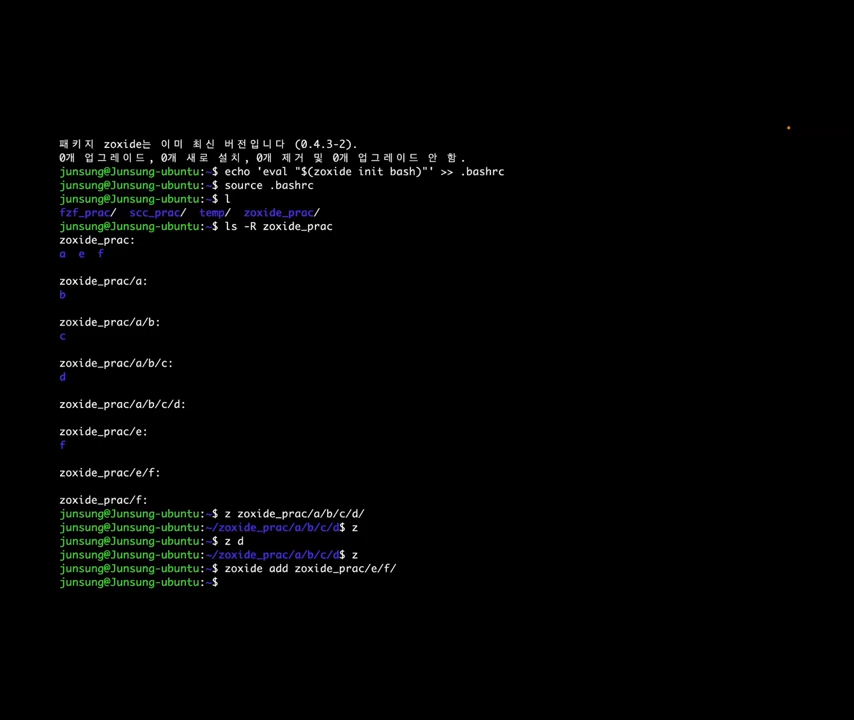 패키지 zoxide는 이미 최신 버전입니다 (0.4.3-2).
0개 업그레이드, 0개 새로 설치, 0개 제거 및 0개 업그레이드 안 함.
junsung@Junsung-ubuntu:~$ echo 'eval "$(zoxide init bash)"' >> .bashrc
junsung@Junsung-ubuntu:~$ source .bashrc
junsung@Junsung-ubuntu:~$ l
fzf_prac/  scc_prac/  temp/  zoxide_prac/
junsung@Junsung-ubuntu:~$ ls -R zoxide_prac
zoxide_prac:
a  e  f
zoxide_prac/a:
b
zoxide_prac/a/b:
c
zoxide_prac/a/b/c:
d
zoxide_prac/a/b/c/d:
zoxide_prac/e:
f
zoxide_prac/e/f:
zoxide_prac/f:
junsung@Junsung-ubuntu:~$ z zoxide_prac/a/b/c/d/
junsung@Junsung-ubuntu:~/zoxide_prac/a/b/c/d$ z
junsung@Junsung-ubuntu:~$ z d
junsung@Junsung-ubuntu:~/zoxide_prac/a/b/c/d$ z
junsung@Junsung-ubuntu:~$ zoxide add zoxide_prac/e/f/
junsung@Junsung-ubuntu:~$